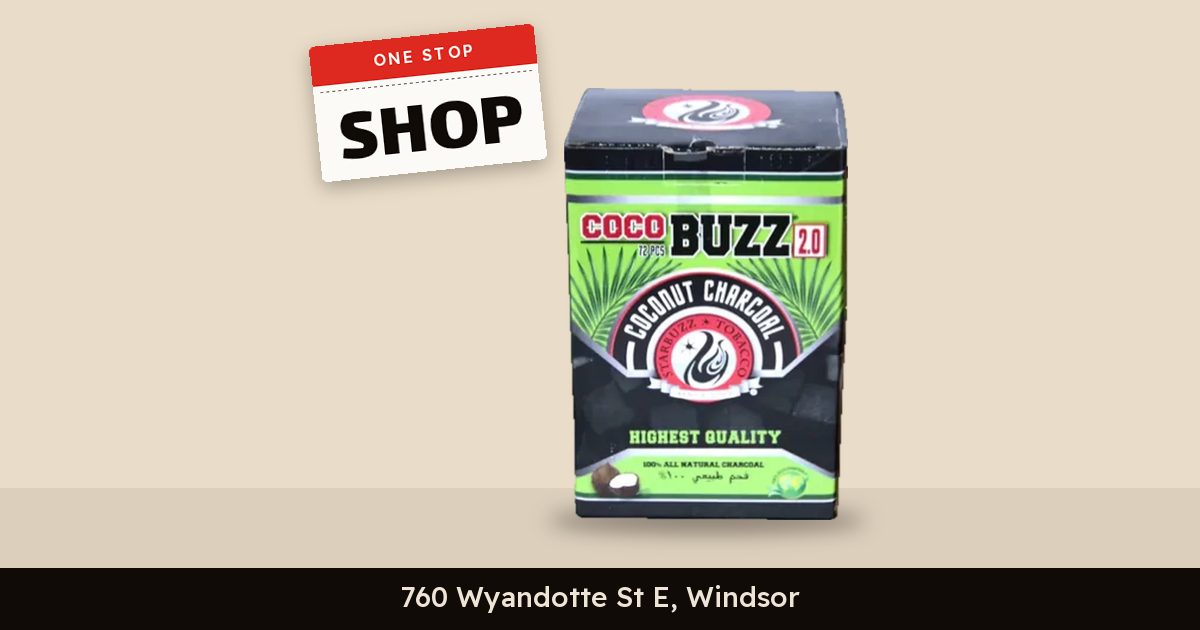 ONE STOP
SHOP
COCO BUZZ 2.0
72 PCS
COCONUT CHARCOAL
STARBUZZ ★ TOBACCO
HIGHEST QUALITY
100% ALL NATURAL CHARCOAL
فحم طبيعي ١٠٠%
760 Wyandotte St E, Windsor